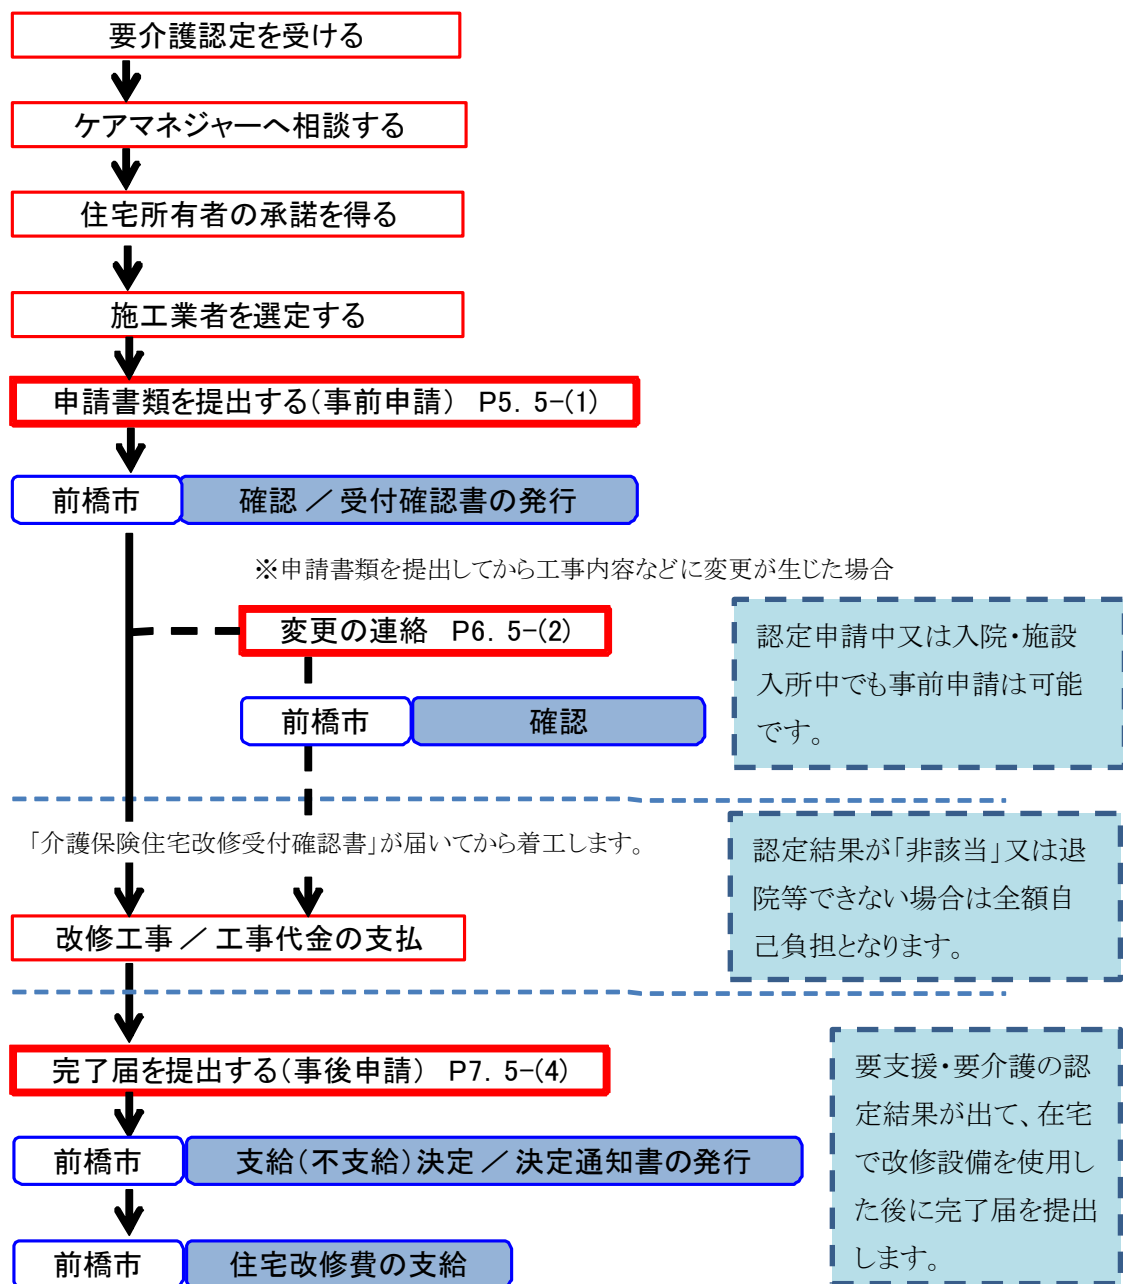 要介護認定を受ける
ケアマネジャーへ相談する
住宅所有者の承諾を得る
施工業者を選定する
申請書類を提出する(事前申請) P5. 5-(1)
前橋市 確認 / 受付確認書の発行
※申請書類を提出してから工事内容などに変更が生じた場合
変更の連絡 P6. 5-(2)
前橋市 確認
認定申請中又は入院・施設
入所中でも事前申請は可能
です。
「介護保険住宅改修受付確認書」が届いてから着工します。
認定結果が「非該当」又は退
院等できない場合は全額自
己負担となります。
改修工事 / 工事代金の支払
完了届を提出する(事後申請) P7. 5-(4)
前橋市 支給(不支給)決定 / 決定通知書の発行
前橋市 住宅改修費の支給
要支援・要介護の認
定結果が出て、在宅
で改修設備を使用し
た後に完了届を提出
します。